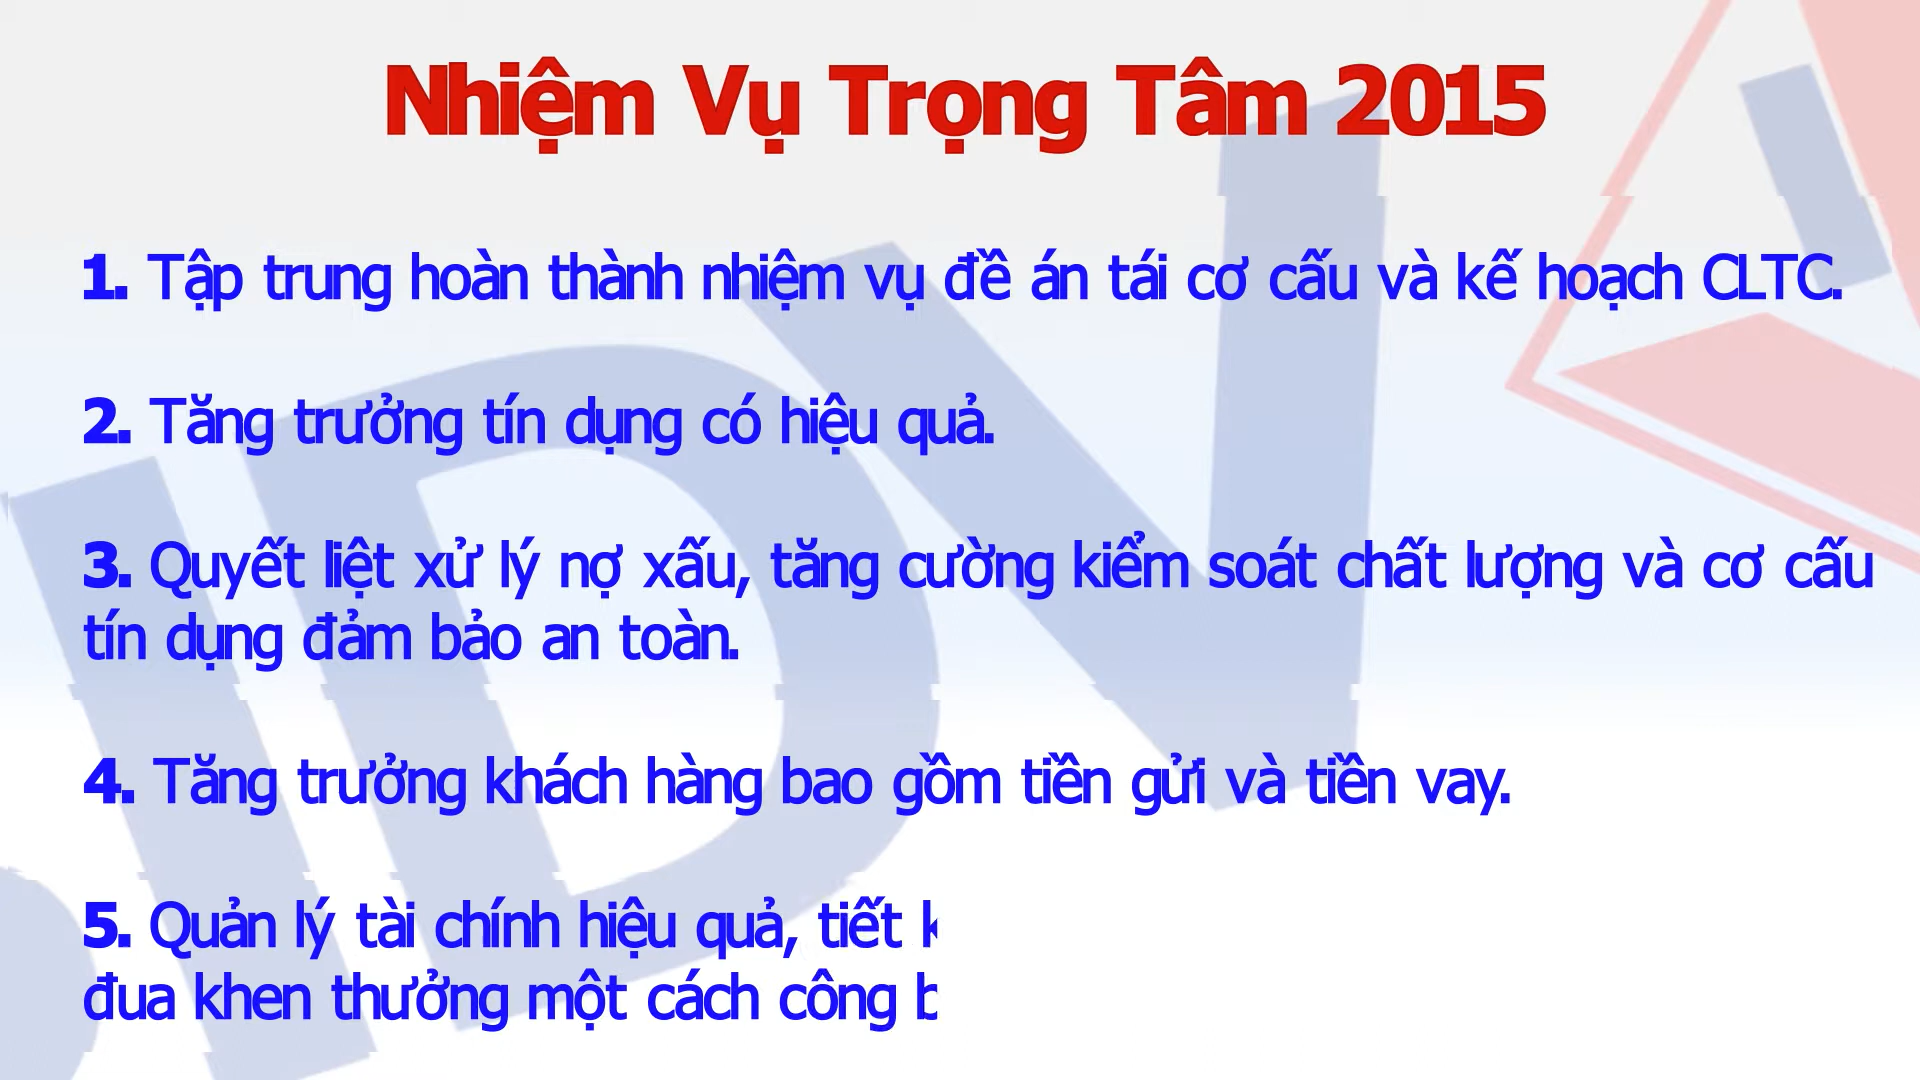 Nhiệm Vụ Trọng Tâm 2015
1. Tập trung hoàn thành nhiệm vụ đề án tái cơ cấu và kế hoạch CLTC.
2. Tăng trưởng tín dụng có hiệu quả.
3. Quyết liệt xử lý nợ xấu, tăng cường kiểm soát chất lượng và cơ cấu
tín dụng đảm bảo an toàn.
4. Tăng trưởng khách hàng bao gồm tiền gửi và tiền vay.
5. Quản lý tài chính hiệu quả, tiết
đua khen thưởng một cách công
BIDV